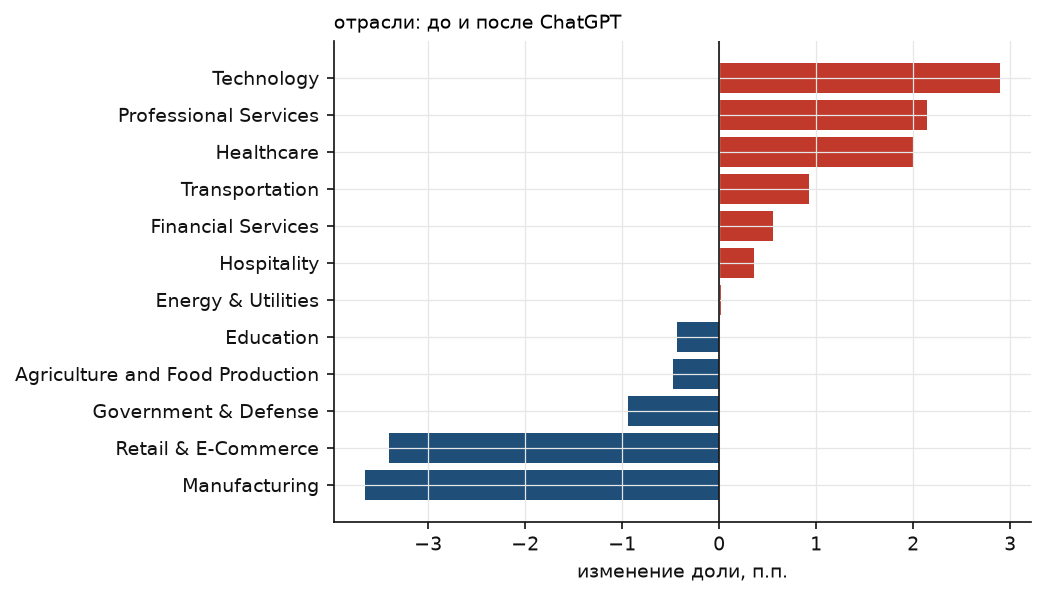 отрасли: до и после ChatGPT
Technology
Professional Services
Healthcare
Transportation
Financial Services
Hospitality
Energy & Utilities
Education
Agriculture and Food Production
Government & Defense
Retail & E-Commerce
Manufacturing
−3 −2 −1 0 1 2 3
изменение доли, п.п.